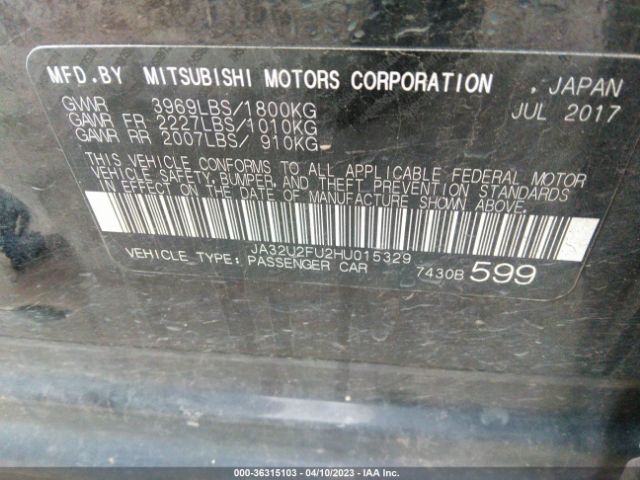 MFD.BY MITSUBISHI MOTORS CORPORATION , JAPAN
GVWR 3969LBS/1800KG JUL 2017
GAWR FR 2227LBS/1010KG
GAWR RR 2007LBS/ 910KG
THIS VEHICLE CONFORMS TO ALL APPLICABLE FEDERAL MOTOR
VEHICLE SAFETY,BUMPER,AND THEFT PREVENTION STANDARDS
IN EFFECT ON THE DATE OF MANUFACTURE SHOWN ABOVE.
JA32U2FU2HU015329
VEHICLE TYPE:PASSENGER CAR 7430B 599
000-36315103 - 04/10/2023 - IAA Inc.